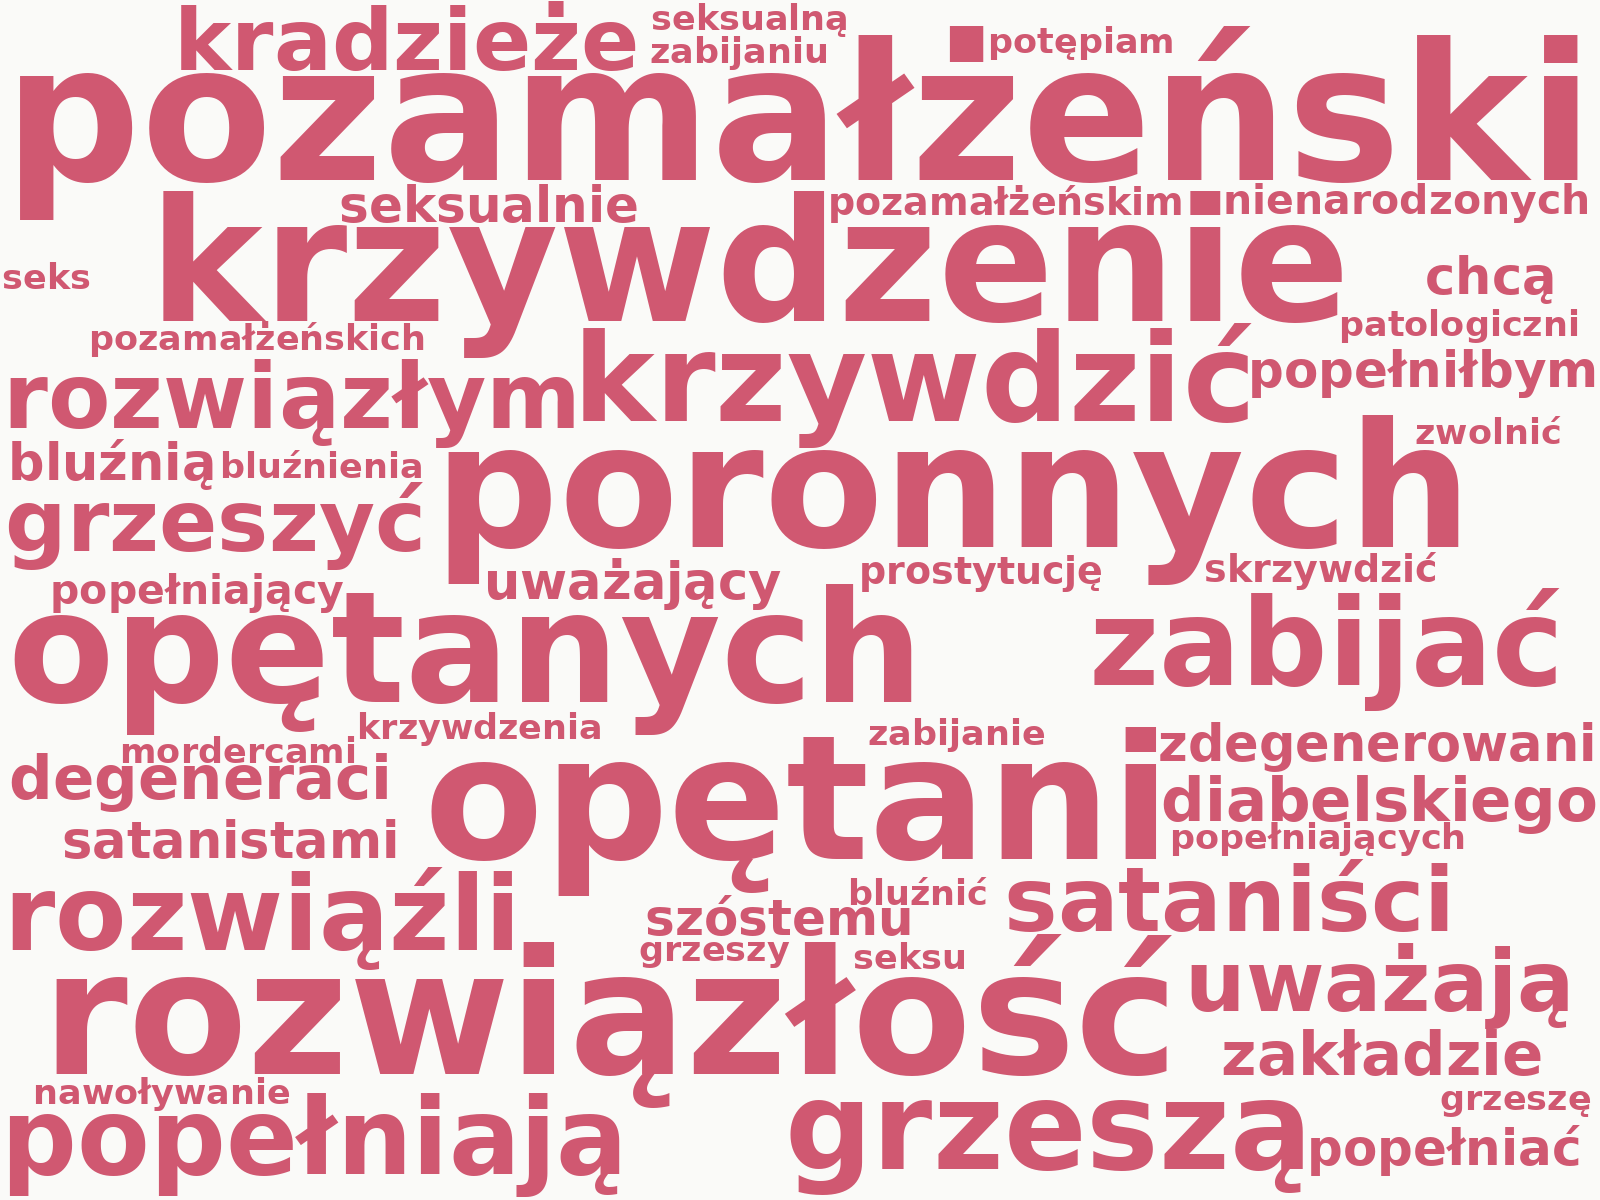 kradzieże seksualną
zabijaniu potępiam
pozamałżeński
seksualnie pozamałżeńskim nienarodzonych
krzywdzenie
seks chcą
pozamałżeńskich patologiczni
rozwiązłym krzywdzić popełniłbym
zwolnić
bluźnią bluźnienia poronnych
grzeszyć
popełniający uważający prostytucję skrzywdzić
opętanych zabijać
krzywdzenia zabijanie
mordercami zdegenerowani
degeneraci opętani diabelskiego
satanistami popełniających
rozwiąźli bluźnić sataniści
szóstemu
grzeszy seksu
rozwiązłość uważają
zakładzie
nawoływanie grzeszę
popełniają grzeszą popełniać